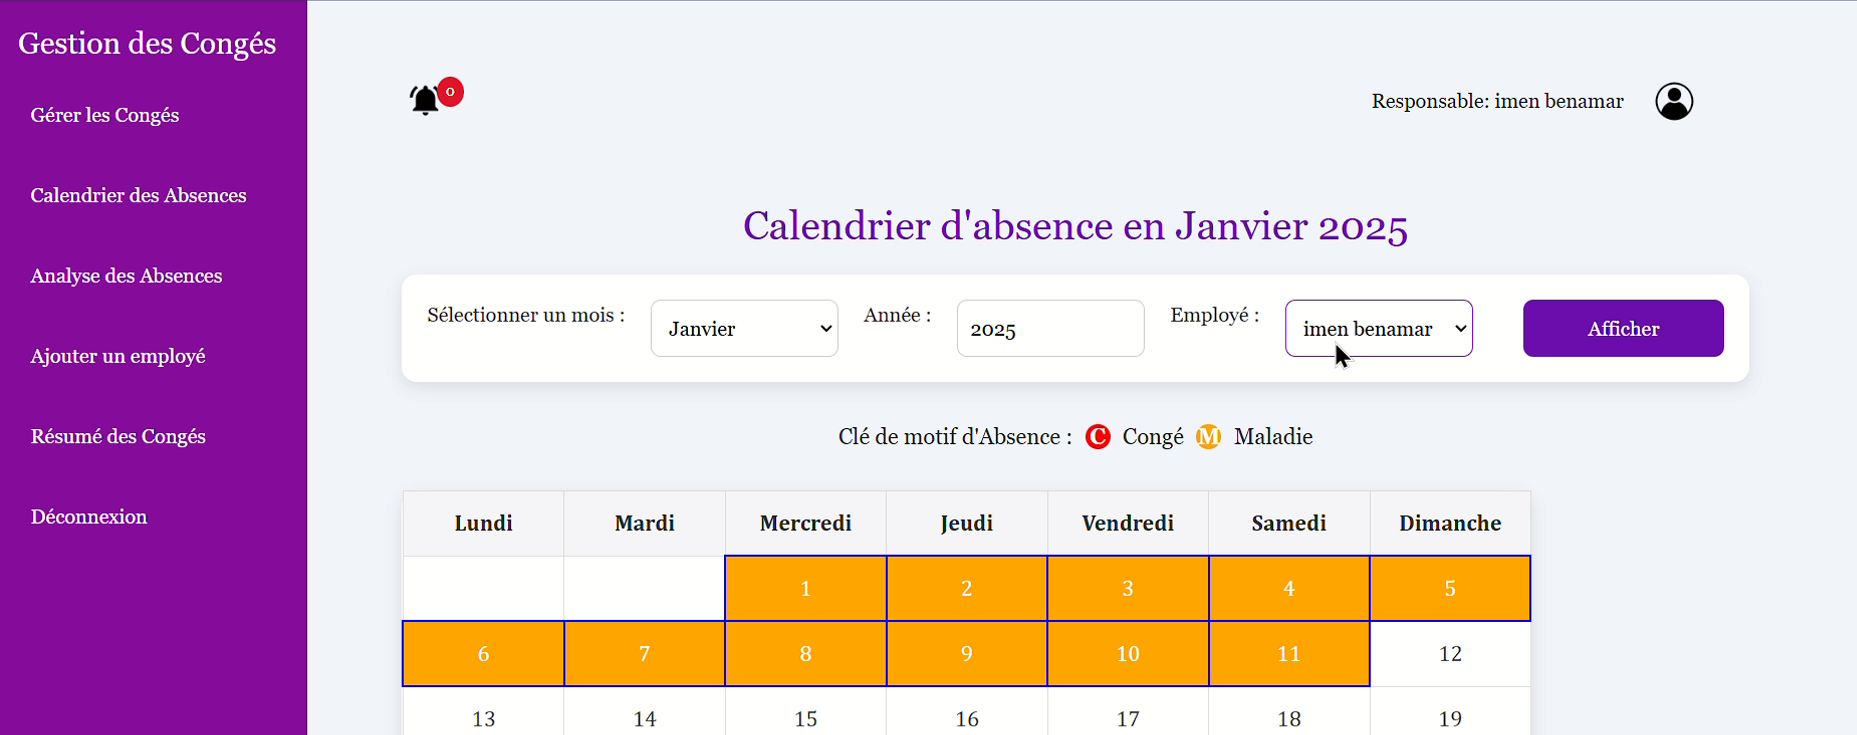 Gestion des Congés
Gérer les Congés
Calendrier des Absences
Analyse des Absences
Ajouter un employé
Résumé des Congés
Déconnexion
0
Responsable: imen benamar
Calendrier d'absence en Janvier 2025
Sélectionner un mois : Janvier Année : 2025 Employé : imen benamar Afficher
Clé de motif d'Absence : C Congé M Maladie
Lundi Mardi Mercredi Jeudi Vendredi Samedi Dimanche
1 2 3 4 5
6 7 8 9 10 11 12
13 14 15 16 17 18 19